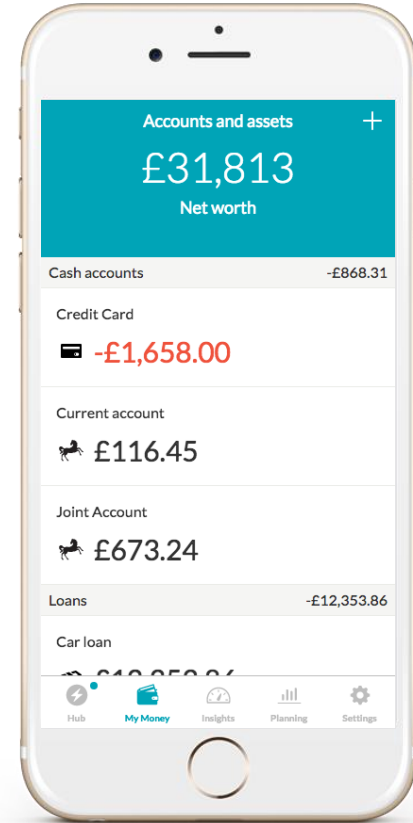 Accounts and assets
£31,813
Net worth
Cash accounts -£868.31
Credit Card
-£1,658.00
Current account
£116.45
Joint Account
£673.24
Loans -£12,353.86
Car loan
Hub My Money Insights Planning Settings